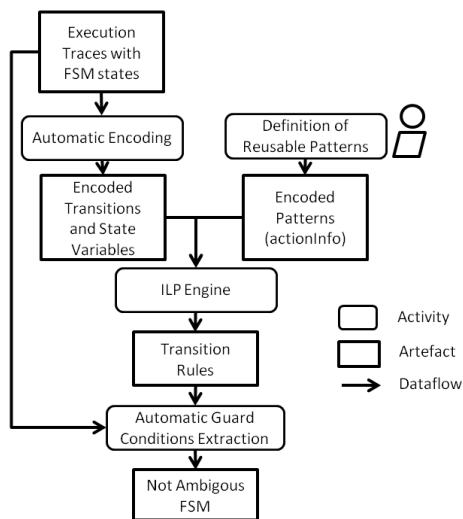 Execution
Traces with
FSM states
Automatic Encoding
Definition of
Reusable Patterns
Encoded
Transitions
and State
Variables
Encoded
Patterns
(actionInfo)
ILP Engine
Transition
Rules
Automatic Guard
Conditions Extraction
Not Ambigous
FSM
Activity
Artefact
Dataflow